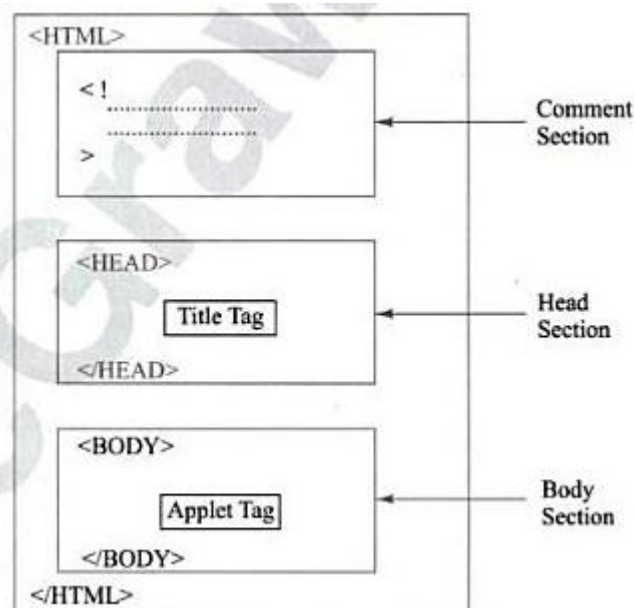 <HTML>
<!
....................
....................
>
Comment
Section
<HEAD>
Title Tag
</HEAD>
Head
Section
<BODY>
Applet Tag
</BODY>
Body
Section
</HTML>